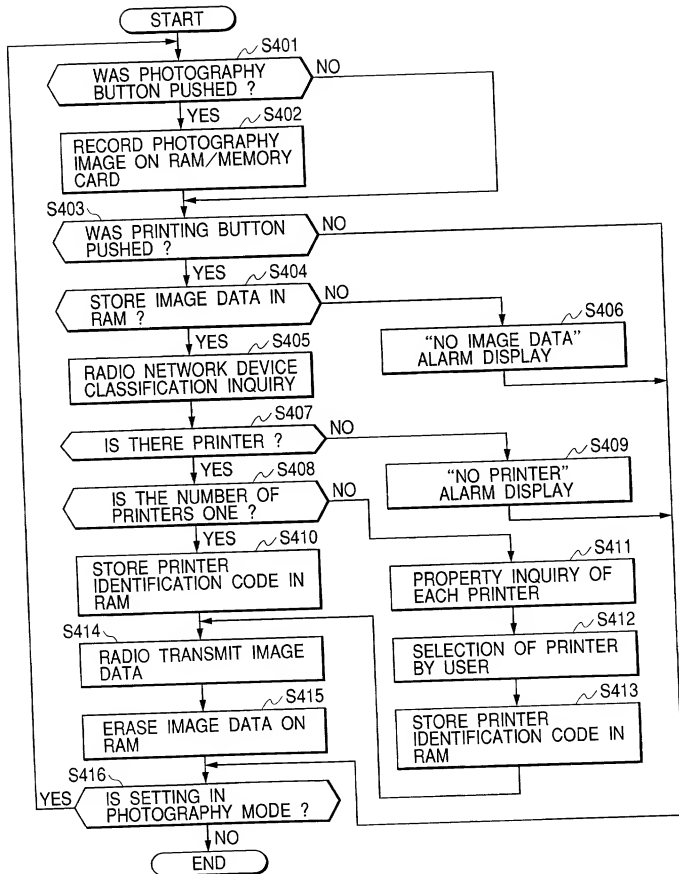 START
S401
WAS PHOTOGRAPHY
BUTTON PUSHED ?
NO
YES
S402
RECORD PHOTOGRAPHY
IMAGE ON RAM/MEMORY
CARD
S403
WAS PRINTING BUTTON
PUSHED ?
NO
YES
S404
STORE IMAGE DATA IN
RAM ?
NO
S406
"NO IMAGE DATA"
ALARM DISPLAY
YES
S405
RADIO NETWORK DEVICE
CLASSIFICATION INQUIRY
S407
IS THERE PRINTER ?
NO
S409
"NO PRINTER"
ALARM DISPLAY
YES
S408
IS THE NUMBER OF
PRINTERS ONE ?
NO
YES
S410
STORE PRINTER
IDENTIFICATION CODE IN
RAM
S411
PROPERTY INQUIRY OF
EACH PRINTER
S412
SELECTION OF PRINTER
BY USER
S413
STORE PRINTER
IDENTIFICATION CODE IN
RAM
S414
RADIO TRANSMIT IMAGE
DATA
S415
ERASE IMAGE DATA ON
RAM
S416
YES
IS SETTING IN
PHOTOGRAPHY MODE ?
NO
END